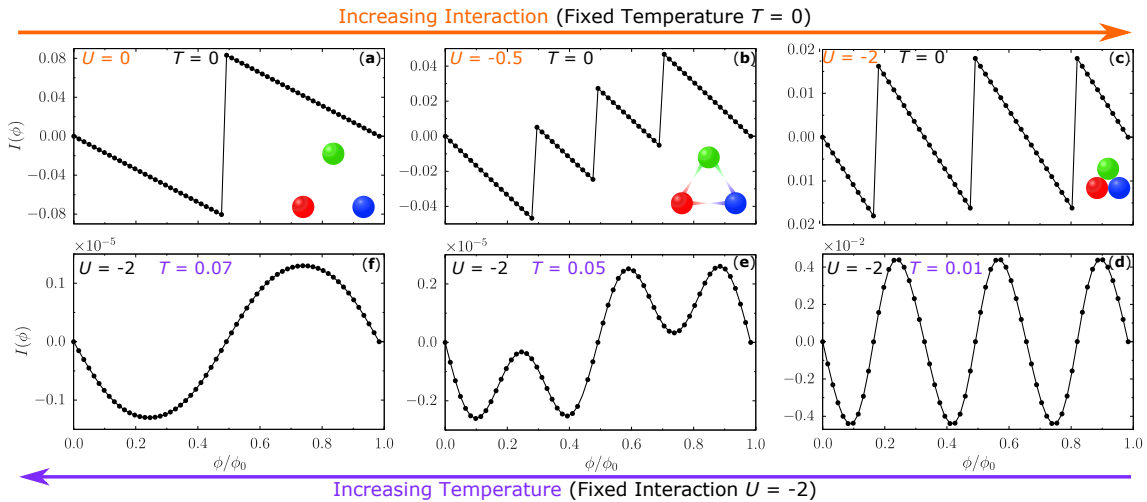 Increasing Interaction (Fixed Temperature T = 0)
U = 0 T = 0 (a)
0.08
0.04
0.00
−0.04
−0.08
I(ϕ)
U = -0.5 T = 0 (b)
0.04
0.02
0.00
−0.02
−0.04
0.02
U = -2 T = 0 (c)
0.01
0.00
0.01
0.02
×10⁻⁵
U = -2 T = 0.07 (f)
0.1
0.0
−0.1
I(ϕ)
0.0 0.2 0.4 0.6 0.8 1.0
ϕ/ϕ₀
×10⁻⁵
U = -2 T = 0.05 (e)
0.2
0.0
−0.2
0.0 0.2 0.4 0.6 0.8 1.0
ϕ/ϕ₀
×10⁻²
U = -2 T = 0.01 (d)
0.4
0.2
0.0
−0.2
−0.4
0.0 0.2 0.4 0.6 0.8 1.0
ϕ/ϕ₀
Increasing Temperature (Fixed Interaction U = -2)